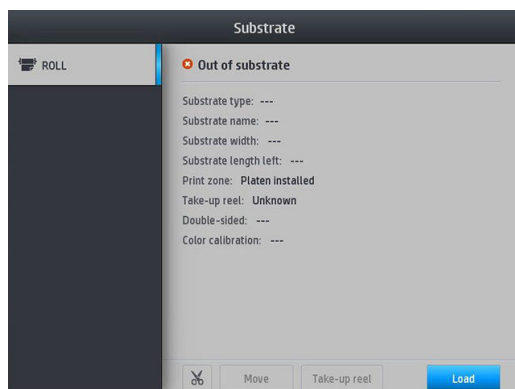 Substrate
ROLL
Out of substrate
Substrate type: ---
Substrate name: ---
Substrate width: ---
Substrate length left: ---
Print zone: Platen installed
Take-up reel: Unknown
Double-sided: ---
Color calibration: ---
Move
Take-up reel
Load